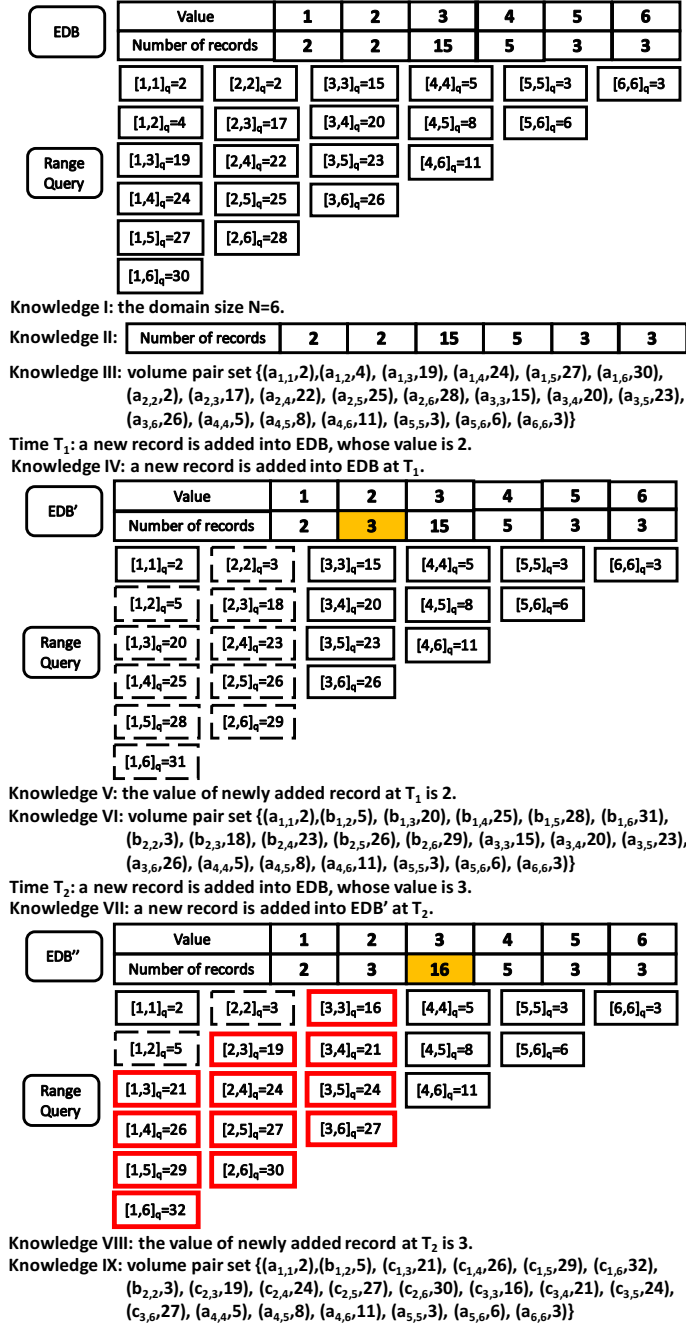 EDB Value 1 2 3 4 5 6
Number of records 2 2 15 5 3 3
[1,1]q=2 [2,2]q=2 [3,3]q=15 [4,4]q=5 [5,5]q=3 [6,6]q=3
[1,2]q=4 [2,3]q=17 [3,4]q=20 [4,5]q=8 [5,6]q=6
Range Query [1,3]q=19 [2,4]q=22 [3,5]q=23 [4,6]q=11
[1,4]q=24 [2,5]q=25 [3,6]q=26
[1,5]q=27 [2,6]q=28
[1,6]q=30
Knowledge I: the domain size N=6.
Knowledge II: Number of records 2 2 15 5 3 3
Knowledge III: volume pair set {(a1,1,2),(a1,2,4), (a1,3,19), (a1,4,24), (a1,5,27), (a1,6,30),
(a2,2,2), (a2,3,17), (a2,4,22), (a2,5,25), (a2,6,28), (a3,3,15), (a3,4,20), (a3,5,23),
(a3,6,26), (a4,4,5), (a4,5,8), (a4,6,11), (a5,5,3), (a5,6,6), (a6,6,3)}
Time T1: a new record is added into EDB, whose value is 2.
Knowledge IV: a new record is added into EDB at T1.
EDB' Value 1 2 3 4 5 6
Number of records 2 3 15 5 3 3
[1,1]q=2 [2,2]q=3 [3,3]q=15 [4,4]q=5 [5,5]q=3 [6,6]q=3
[1,2]q=5 [2,3]q=18 [3,4]q=20 [4,5]q=8 [5,6]q=6
Range Query [1,3]q=20 [2,4]q=23 [3,5]q=23 [4,6]q=11
[1,4]q=25 [2,5]q=26 [3,6]q=26
[1,5]q=28 [2,6]q=29
[1,6]q=31
Knowledge V: the value of newly added record at T1 is 2.
Knowledge VI: volume pair set {(a1,1,2),(b1,2,5), (b1,3,20), (b1,4,25), (b1,5,28), (b1,6,31),
(b2,2,3), (b2,3,18), (b2,4,23), (b2,5,26), (b2,6,29), (a3,3,15), (a3,4,20), (a3,5,23),
(a3,6,26), (a4,4,5), (a4,5,8), (a4,6,11), (a5,5,3), (a5,6,6), (a6,6,3)}
Time T2: a new record is added into EDB, whose value is 3.
Knowledge VII: a new record is added into EDB' at T2.
EDB'' Value 1 2 3 4 5 6
Number of records 2 3 16 5 3 3
[1,1]q=2 [2,2]q=3 [3,3]q=16 [4,4]q=5 [5,5]q=3 [6,6]q=3
[1,2]q=5 [2,3]q=19 [3,4]q=21 [4,5]q=8 [5,6]q=6
Range Query [1,3]q=21 [2,4]q=24 [3,5]q=24 [4,6]q=11
[1,4]q=26 [2,5]q=27 [3,6]q=27
[1,5]q=29 [2,6]q=30
[1,6]q=32
Knowledge VIII: the value of newly added record at T2 is 3.
Knowledge IX: volume pair set {(a1,1,2),(b1,2,5), (c1,3,21), (c1,4,26), (c1,5,29), (c1,6,32),
(b2,2,3), (c2,3,19), (c2,4,24), (c2,5,27), (c2,6,30), (c3,3,16), (c3,4,21), (c3,5,24),
(c3,6,27), (a4,4,5), (a4,5,8), (a4,6,11), (a5,5,3), (a5,6,6), (a6,6,3)}